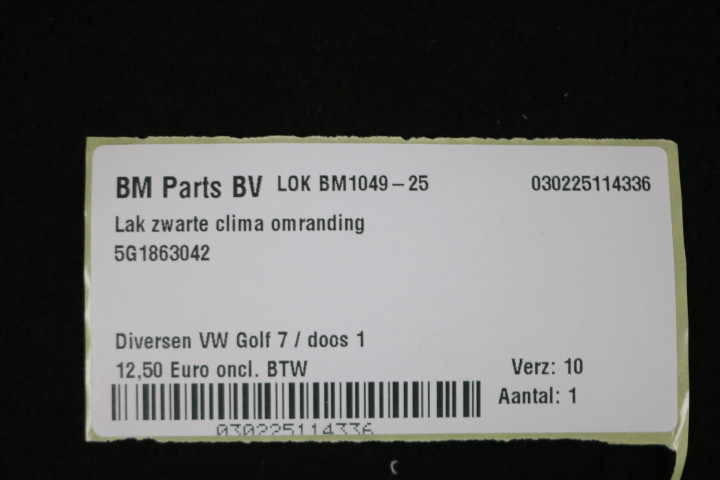 BM Parts BV LOK BM1049-25 030225114336
Lak zwarte clima omranding
5G1863042
Diversen VW Golf 7 / doos 1
12,50 Euro oncl. BTW Verz: 10
Aantal: 1
030225114336